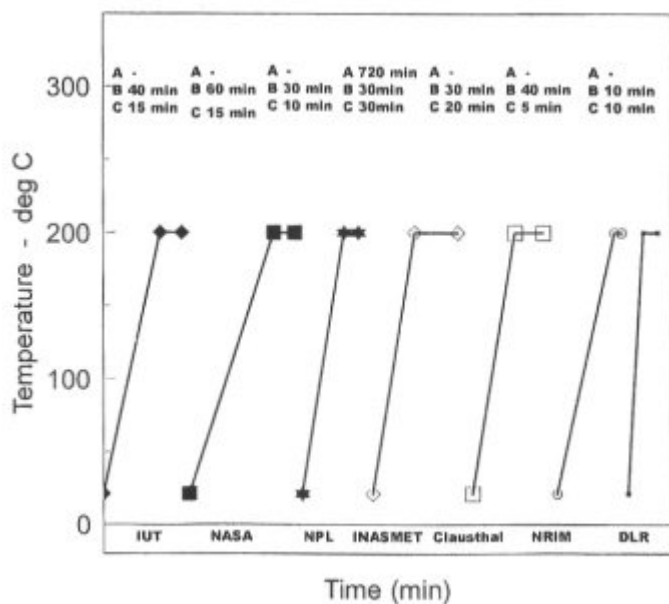 300
200
100
0
Temperature - deg C
A - A - A - A 720 min A - A - A -
B 40 min B 60 min B 30 min B 30min B 30 min B 40 min B 10 min
C 15 min C 15 min C 10 min C 30min C 20 min C 5 min C 10 min
IUT NASA NPL INASMET Clausthal NRIM DLR
Time (min)